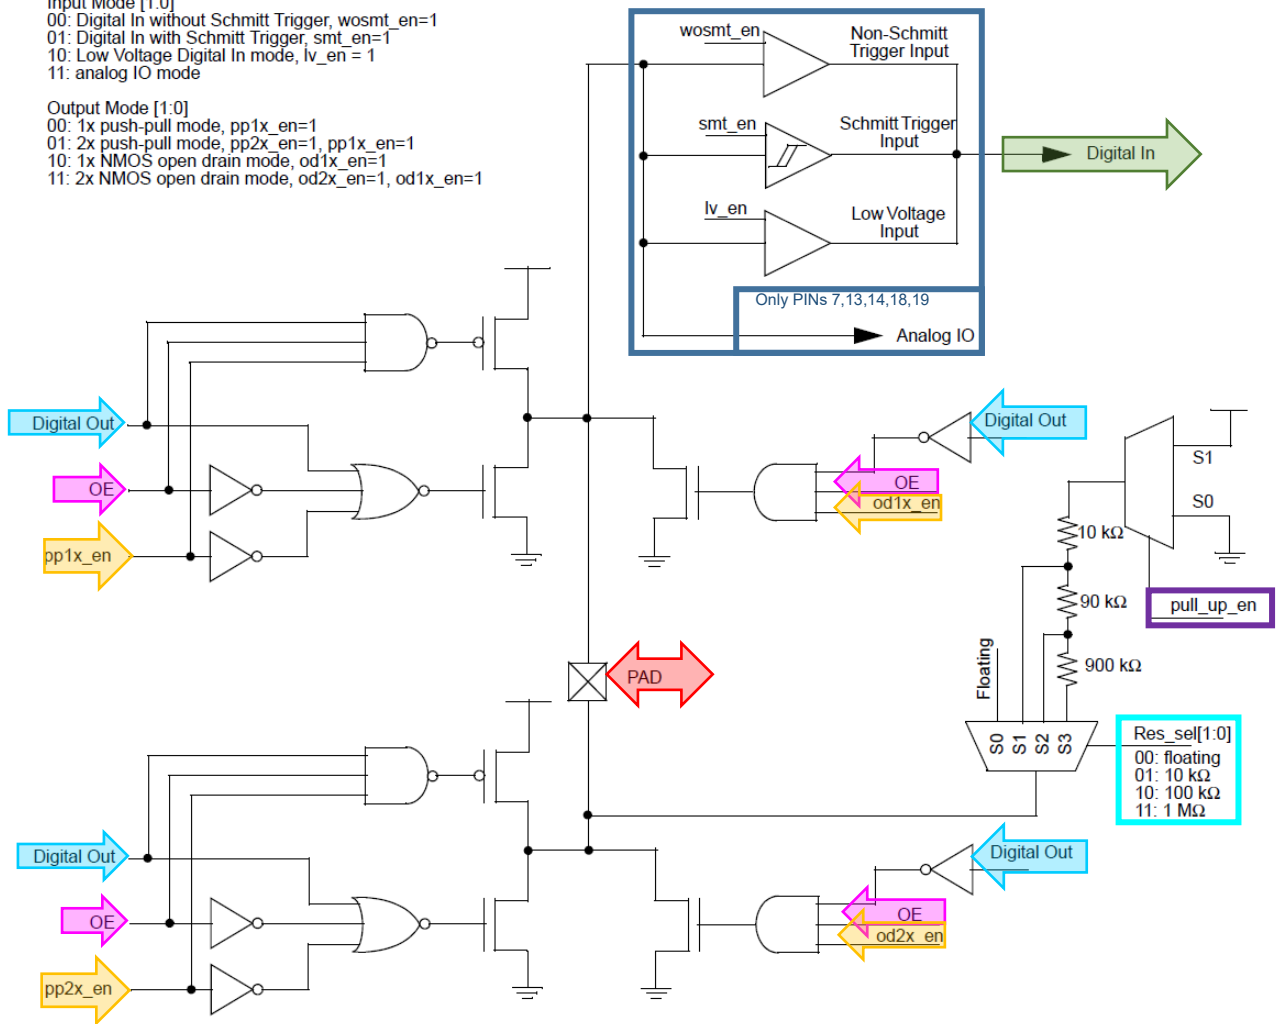 Input Mode [1:0]
00: Digital In without Schmitt Trigger, wosmt_en=1
01: Digital In with Schmitt Trigger, smt_en=1
10: Low Voltage Digital In mode, lv_en = 1
11: analog IO mode
Output Mode [1:0]
00: 1x push-pull mode, pp1x_en=1
01: 2x push-pull mode, pp2x_en=1, pp1x_en=1
10: 1x NMOS open drain mode, od1x_en=1
11: 2x NMOS open drain mode, od2x_en=1, od1x_en=1
wosmt_en
Non-Schmitt
Trigger Input
smt_en
Schmitt Trigger
Input
Digital In
lv_en
Low Voltage
Input
Only PINs 7,13,14,18,19
Analog IO
Digital Out
OE
pp1x_en
Digital Out
OE
od1x_en
S1
S0
10 kΩ
90 kΩ
900 kΩ
pull_up_en
Floating
PAD
S0
S1
S2
S3
Res_sel[1:0]
00: floating
01: 10 kΩ
10: 100 kΩ
11: 1 MΩ
Digital Out
OE
pp2x_en
Digital Out
OE
od2x_en